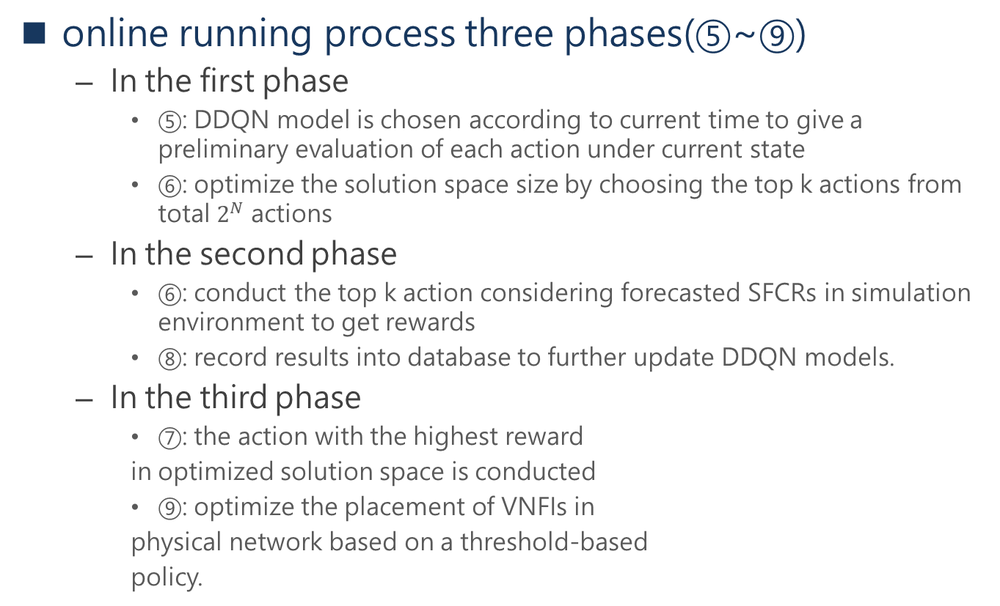 ■ online running process three phases(⑤~⑨)
– In the first phase
• ⑤: DDQN model is chosen according to current time to give a
preliminary evaluation of each action under current state
• ⑥: optimize the solution space size by choosing the top k actions from
total 2^N actions
– In the second phase
• ⑥: conduct the top k action considering forecasted SFCRs in simulation
environment to get rewards
• ⑧: record results into database to further update DDQN models.
– In the third phase
• ⑦: the action with the highest reward
in optimized solution space is conducted
• ⑨: optimize the placement of VNFIs in
physical network based on a threshold-based
policy.